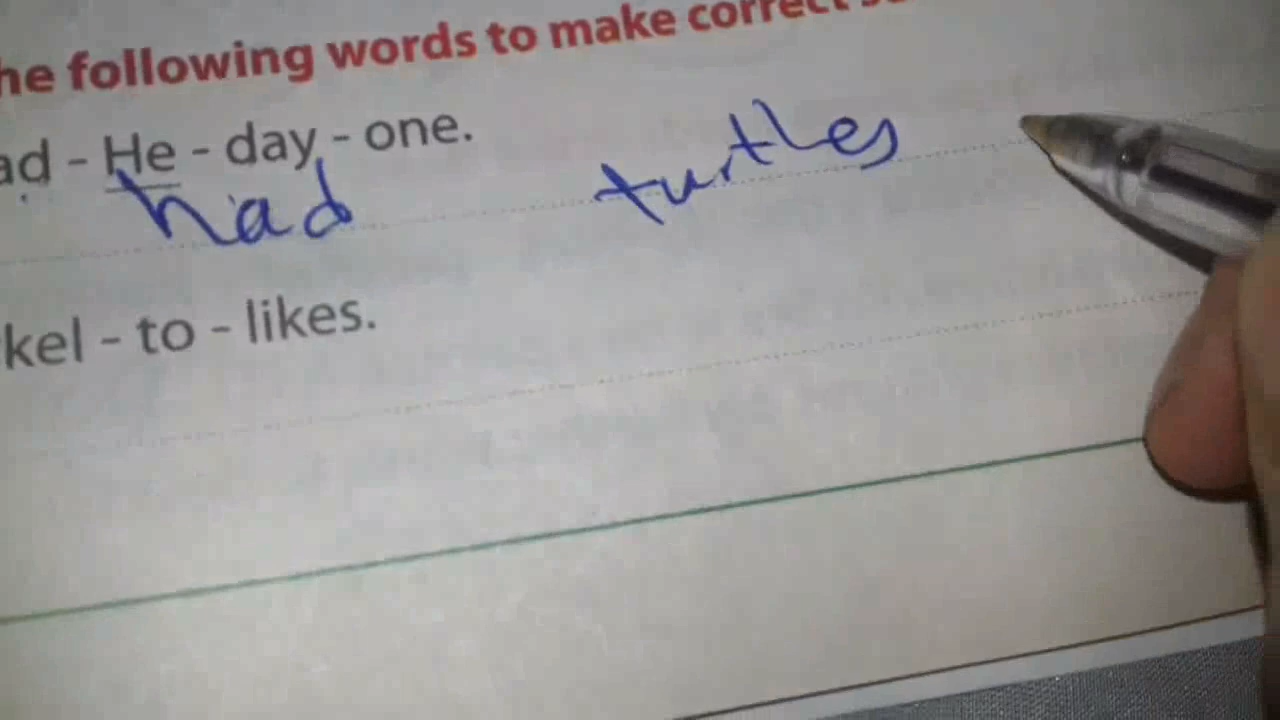 he following words to make correct
ad - He - day - one.
had turtles
kel - to - likes.